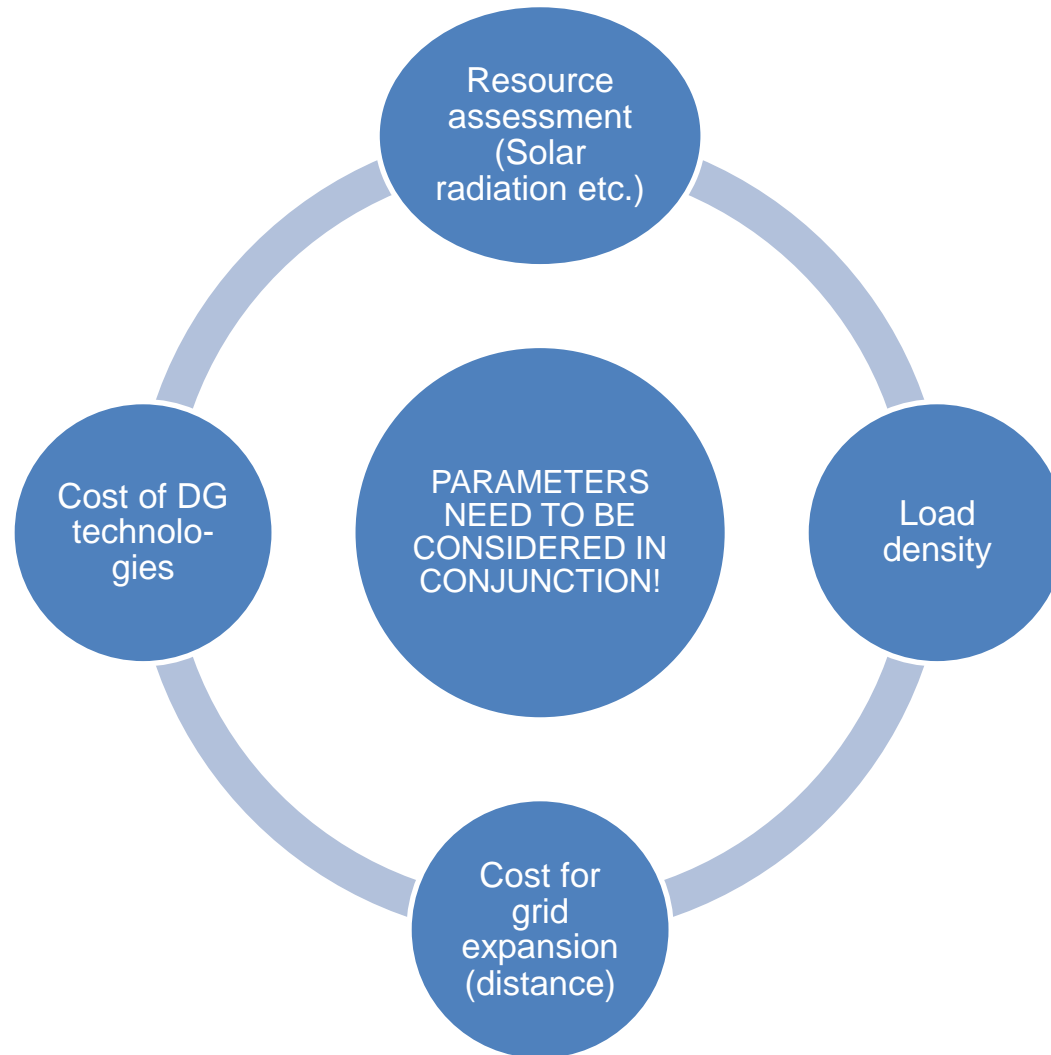 Resource
assessment
(Solar
radiation etc.)
Cost of DG
technolo-
gies
PARAMETERS
NEED TO BE
CONSIDERED IN
CONJUNCTION!
Load
density
Cost for
grid
expansion
(distance)